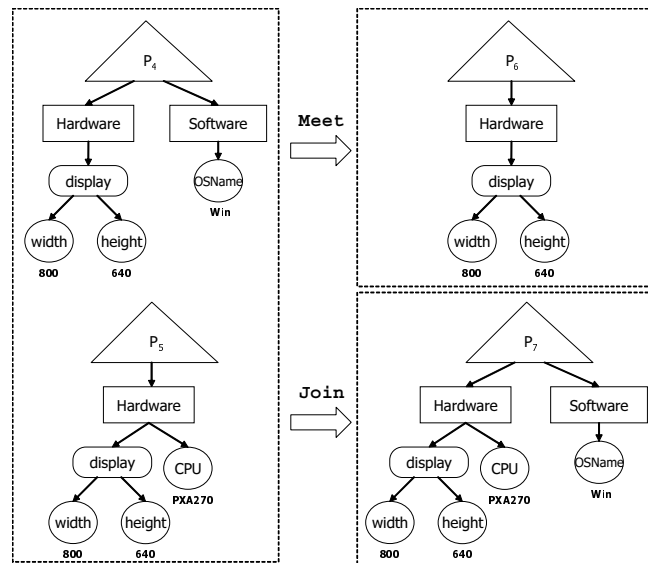 P4
Hardware
Software
display
OSName
Win
width
height
800
640
Meet
P6
Hardware
display
width
height
800
640
P5
Hardware
display
CPU
PXA270
width
height
800
640
Join
P7
Hardware
Software
display
CPU
OSName
PXA270
Win
width
height
800
640